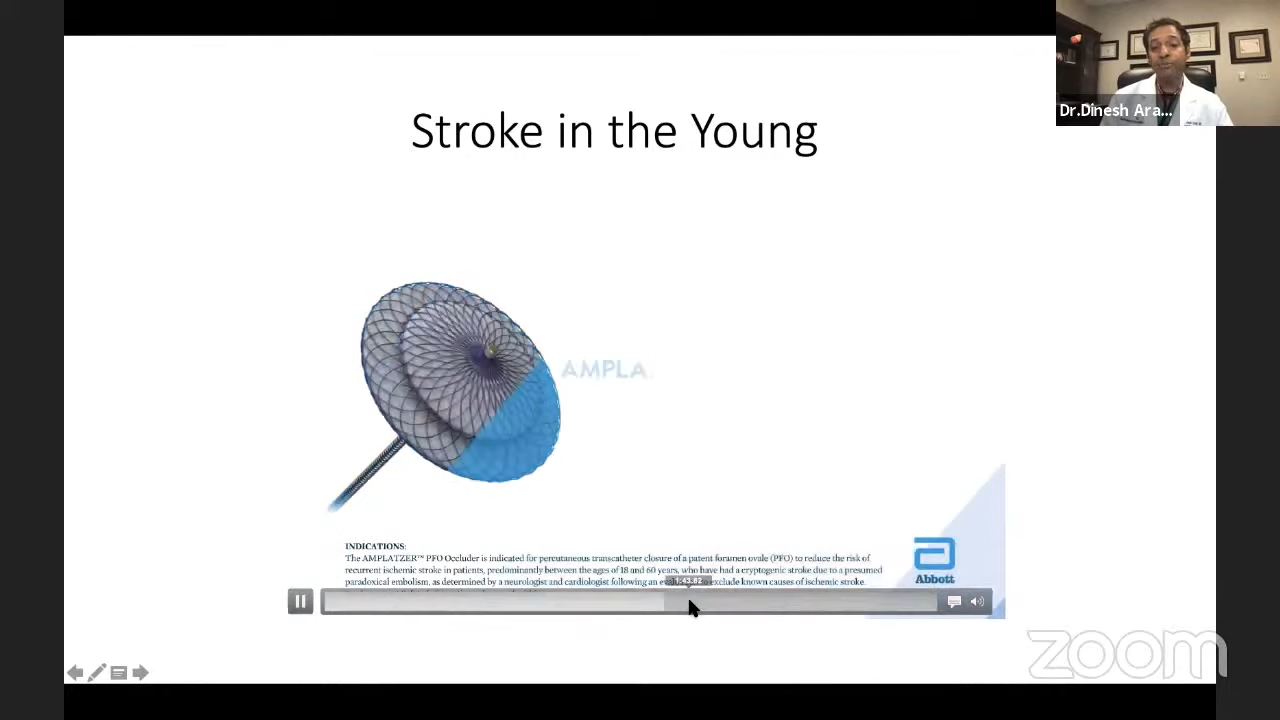 Dr.Dinesh Ara...
Stroke in the Young
AMPLA
INDICATIONS:
The AMPLATZER™ PFO Occluder is indicated for percutaneous transcatheter closure of a patent foramen ovale (PFO) to reduce the risk of
recurrent ischemic stroke in patients, predominantly between the ages of 18 and 60 years, who have had a cryptogenic stroke due to a presumed
paradoxical embolism, as determined by a neurologist and cardiologist following an exclude known causes of ischemic stroke.
Abbott
1:43.82
zoom